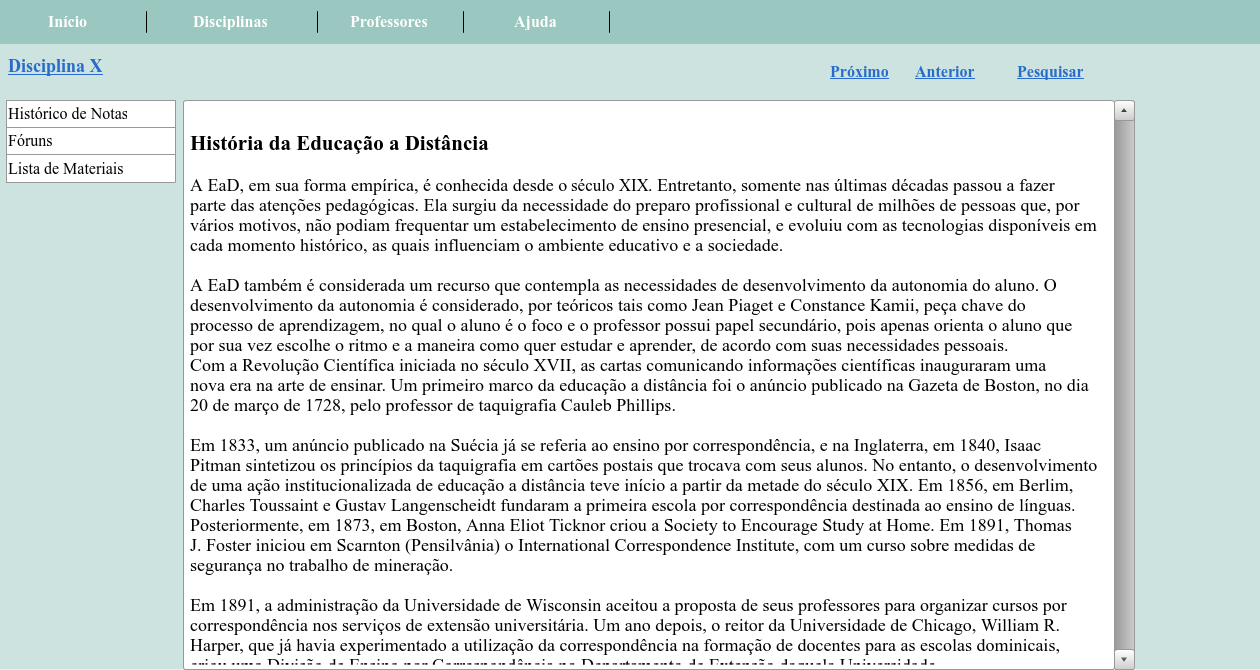 Início Disciplinas Professores Ajuda
Disciplina X
Próximo Anterior Pesquisar
Histórico de Notas
Fóruns
Lista de Materiais
História da Educação a Distância
A EaD, em sua forma empírica, é conhecida desde o século XIX. Entretanto, somente nas últimas décadas passou a fazer
parte das atenções pedagógicas. Ela surgiu da necessidade do preparo profissional e cultural de milhões de pessoas que, por
vários motivos, não podiam frequentar um estabelecimento de ensino presencial, e evoluiu com as tecnologias disponíveis em
cada momento histórico, as quais influenciam o ambiente educativo e a sociedade.
A EaD também é considerada um recurso que contempla as necessidades de desenvolvimento da autonomia do aluno. O
desenvolvimento da autonomia é considerado, por teóricos tais como Jean Piaget e Constance Kamii, peça chave do
processo de aprendizagem, no qual o aluno é o foco e o professor possui papel secundário, pois apenas orienta o aluno que
por sua vez escolhe o ritmo e a maneira como quer estudar e aprender, de acordo com suas necessidades pessoais.
Com a Revolução Científica iniciada no século XVII, as cartas comunicando informações científicas inauguraram uma
nova era na arte de ensinar. Um primeiro marco da educação a distância foi o anúncio publicado na Gazeta de Boston, no dia
20 de março de 1728, pelo professor de taquigrafia Cauleb Phillips.
Em 1833, um anúncio publicado na Suécia já se referia ao ensino por correspondência, e na Inglaterra, em 1840, Isaac
Pitman sintetizou os princípios da taquigrafia em cartões postais que trocava com seus alunos. No entanto, o desenvolvimento
de uma ação institucionalizada de educação a distância teve início a partir da metade do século XIX. Em 1856, em Berlim,
Charles Toussaint e Gustav Langenscheidt fundaram a primeira escola por correspondência destinada ao ensino de línguas.
Posteriormente, em 1873, em Boston, Anna Eliot Ticknor criou a Society to Encourage Study at Home. Em 1891, Thomas
J. Foster iniciou em Scarnton (Pensilvânia) o International Correspondence Institute, com um curso sobre medidas de
segurança no trabalho de mineração.
Em 1891, a administração da Universidade de Wisconsin aceitou a proposta de seus professores para organizar cursos por
correspondência nos serviços de extensão universitária. Um ano depois, o reitor da Universidade de Chicago, William R.
Harper, que já havia experimentado a utilização da correspondência na formação de docentes para as escolas dominicais,
criou uma Divisão de Ensino por Correspondência no Departamento de Extensão daquela Universidade.